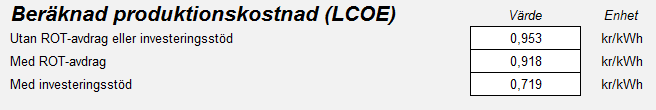 Beräknad produktionskostnad (LCOE) Värde Enhet
Utan ROT-avdrag eller investeringsstöd 0,953 kr/kWh
Med ROT-avdrag 0,918 kr/kWh
Med investeringsstöd 0,719 kr/kWh